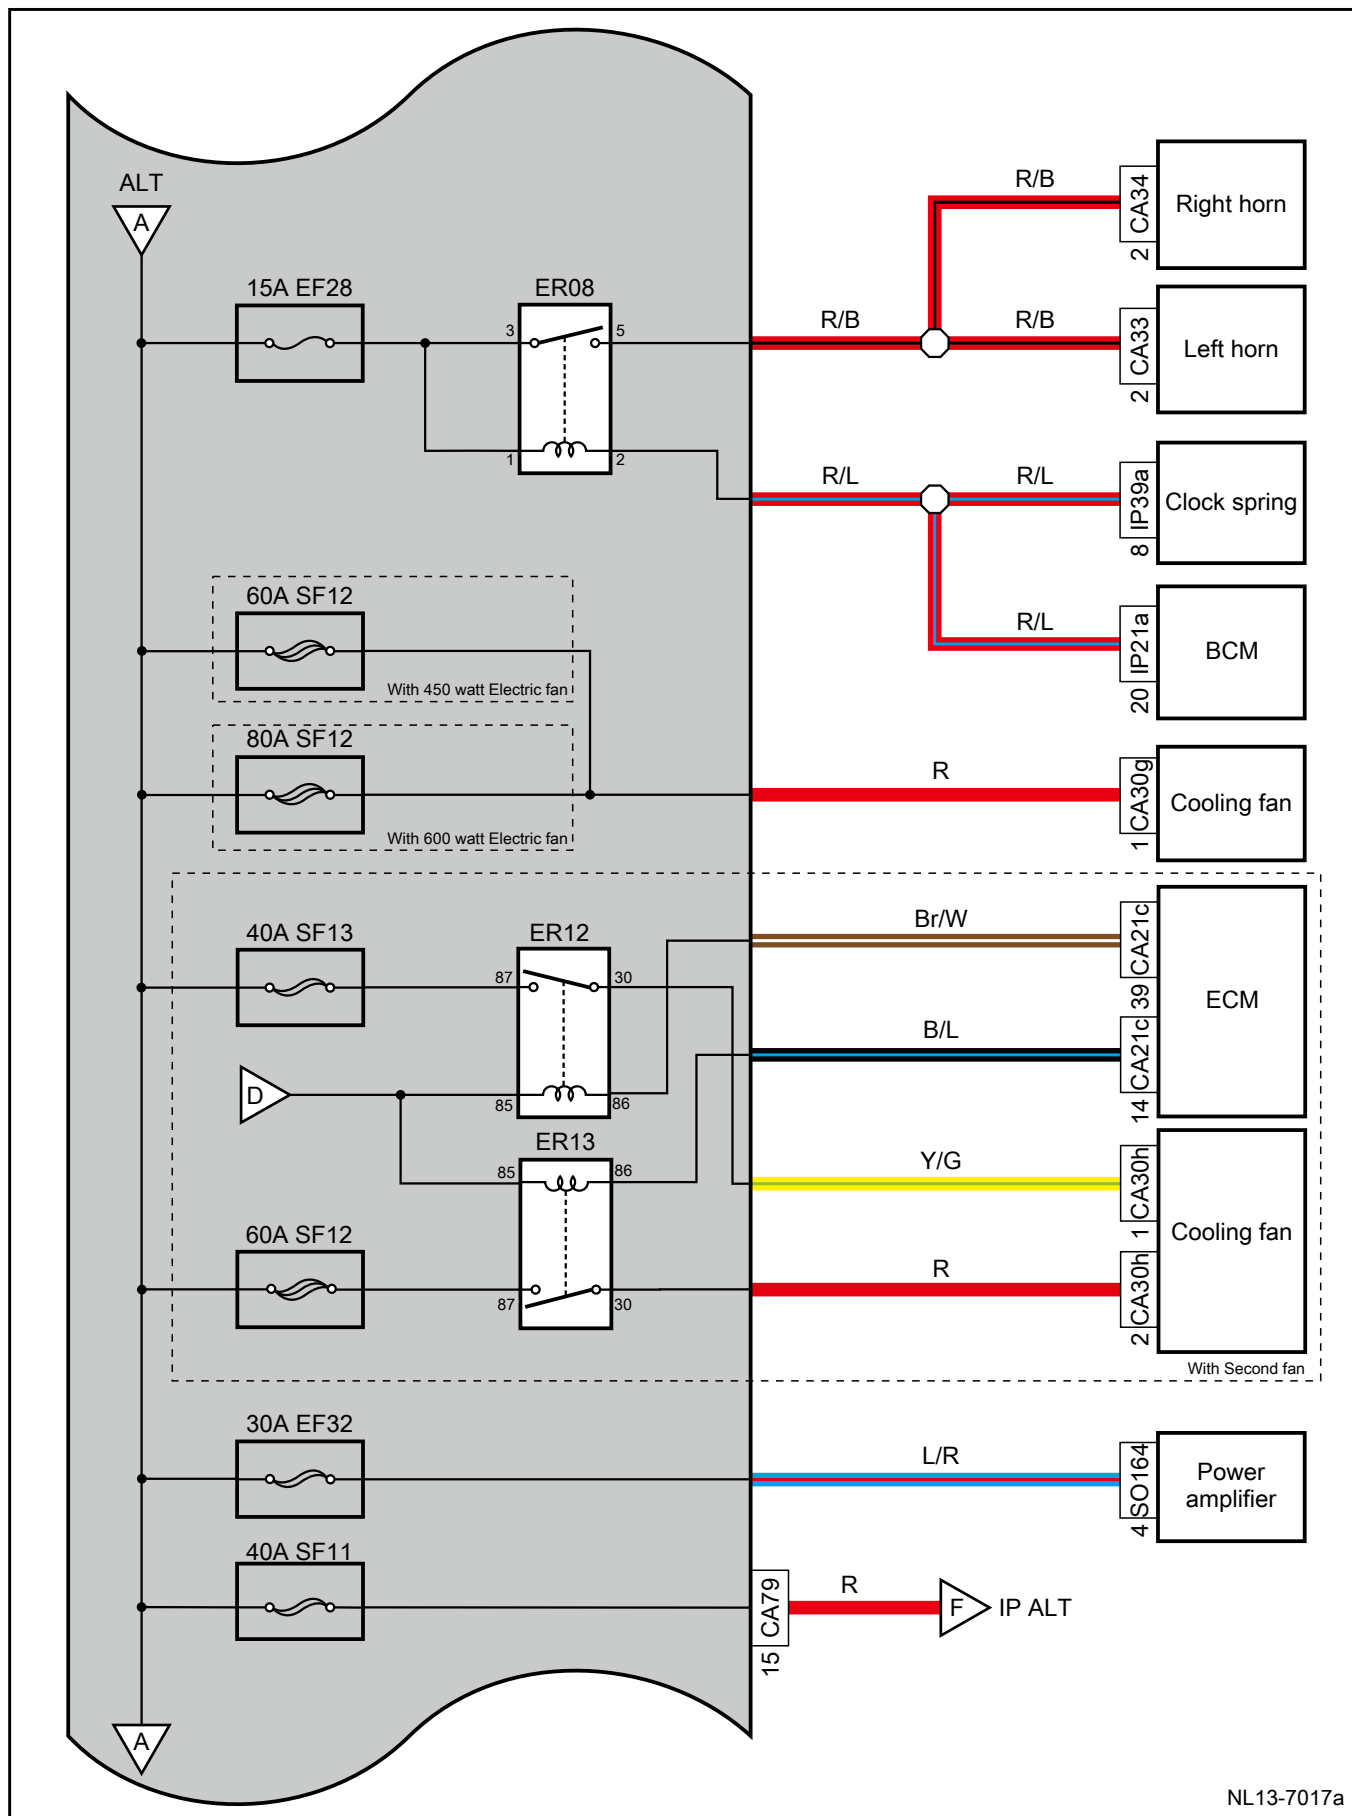 ALT
A
15A EF28
ER08
3
5
1
2
R/B
R/B
R/B
CA34
2
Right horn
CA33
2
Left horn
R/L
R/L
R/L
IP39a
8
Clock spring
IP21a
20
BCM
60A SF12
With 450 watt Electric fan
80A SF12
With 600 watt Electric fan
R
CA30g
1
Cooling fan
40A SF13
ER12
87
30
85
86
D
Br/W
CA21c
39
ECM
B/L
CA21c
14
ER13
85
86
87
30
60A SF12
Y/G
CA30h
1
Cooling fan
R
CA30h
2
With Second fan
30A EF32
L/R
SO164
4
Power
amplifier
40A SF11
CA79
15
R
F
IP ALT
A
NL13-7017a